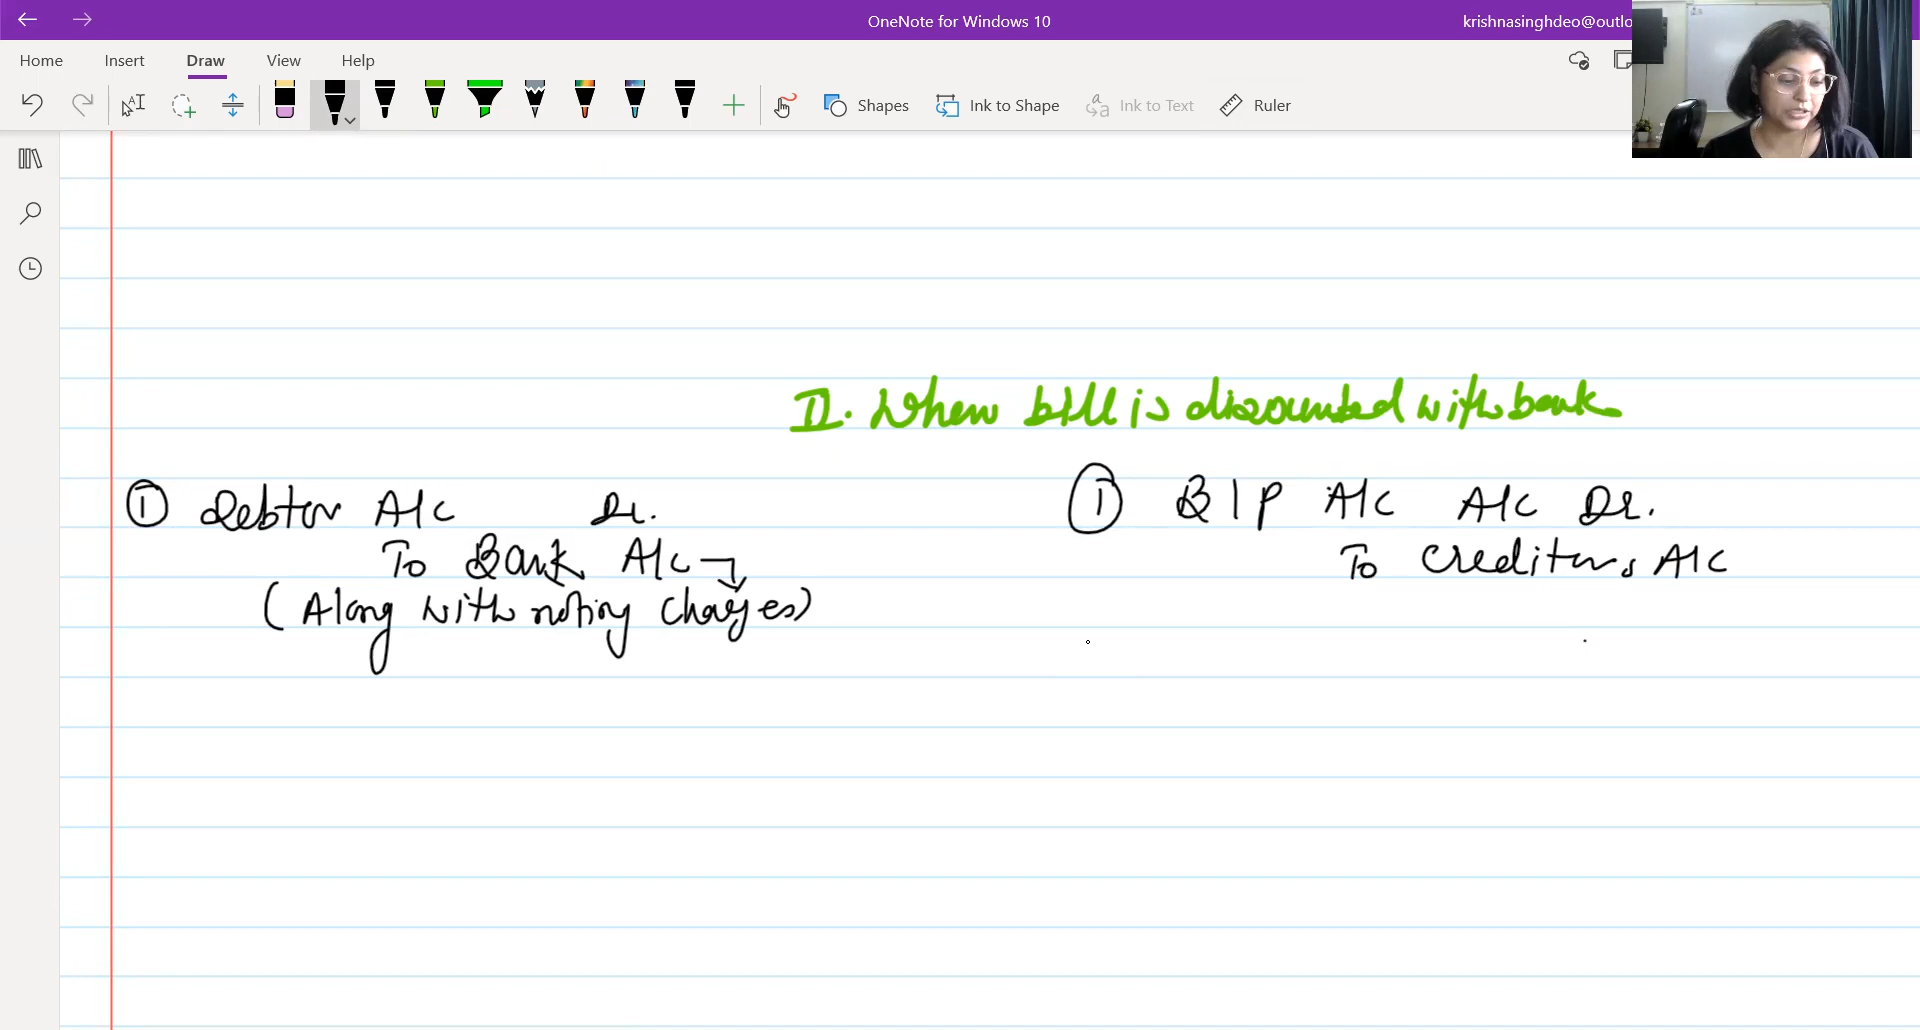 OneNote for Windows 10
krishnasinghdeo@outlo
Home Insert Draw View Help
Shapes Ink to Shape Ink to Text Ruler
II. When bill is discounted with bank
① Debtor A/c Dr.
To Bank A/c
(Along with noting charges)
① B/P A/c A/c Dr.
To Creditors A/c